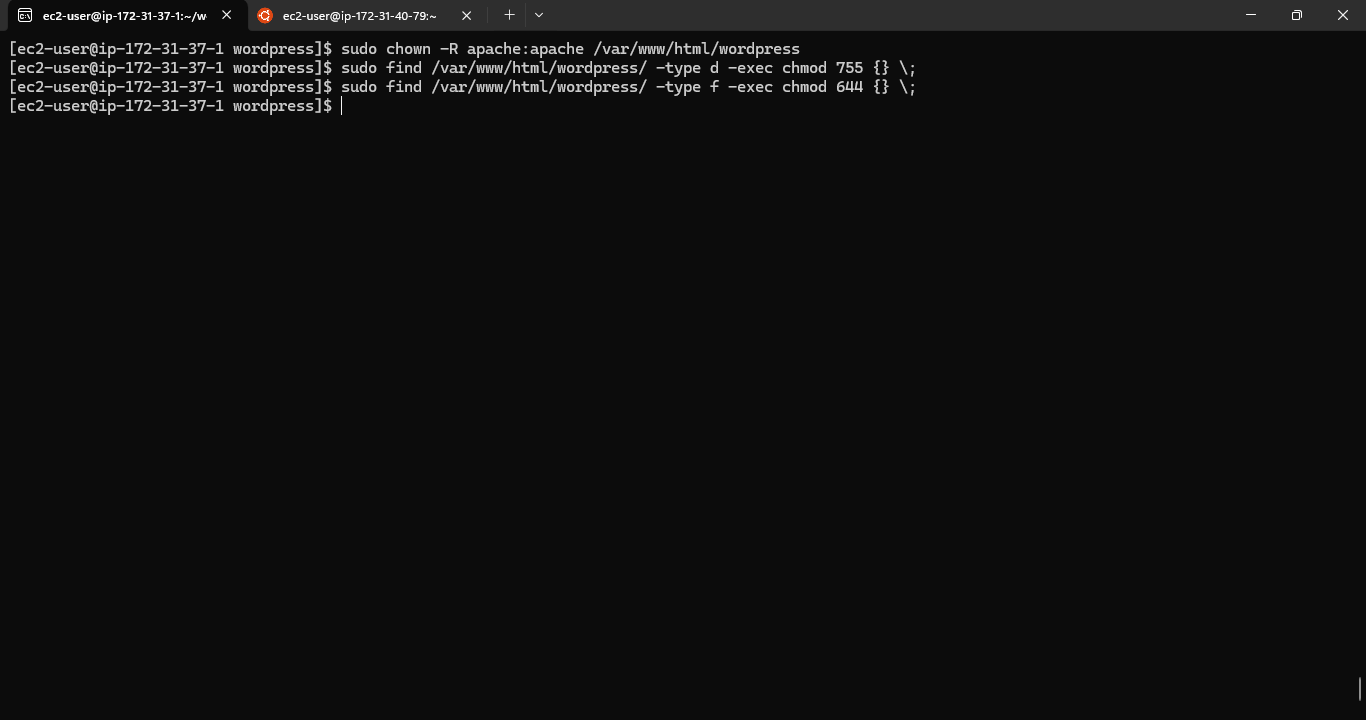 ec2-user@ip-172-31-37-1:~/w
ec2-user@ip-172-31-40-79:~
[ec2-user@ip-172-31-37-1 wordpress]$ sudo chown -R apache:apache /var/www/html/wordpress
[ec2-user@ip-172-31-37-1 wordpress]$ sudo find /var/www/html/wordpress/ -type d -exec chmod 755 {} \;
[ec2-user@ip-172-31-37-1 wordpress]$ sudo find /var/www/html/wordpress/ -type f -exec chmod 644 {} \;
[ec2-user@ip-172-31-37-1 wordpress]$